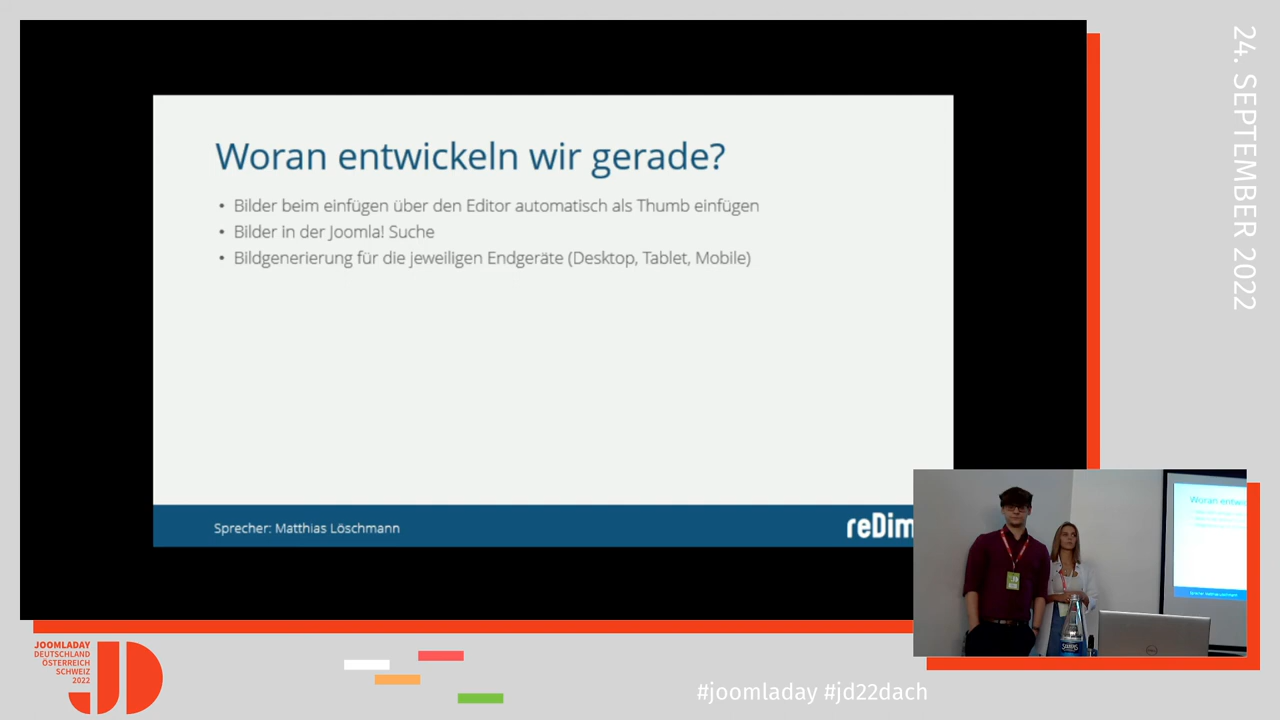 Woran entwickeln wir gerade?
• Bilder beim einfügen über den Editor automatisch als Thumb einfügen
• Bilder in der Joomla! Suche
• Bildgenerierung für die jeweiligen Endgeräte (Desktop, Tablet, Mobile)
Sprecher: Matthias Löschmann
reDim
24. SEPTEMBER 2022
JOOMLADAY
DEUTSCHLAND
ÖSTERREICH
SCHWEIZ
2022
JD
#joomladay #jd22dach